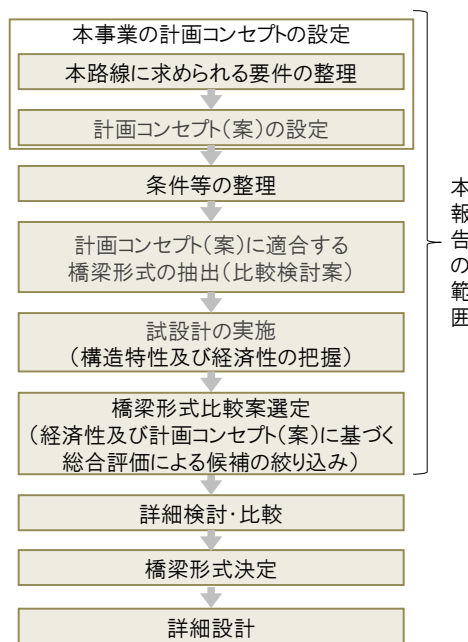 本事業の計画コンセプトの設定
本路線に求められる要件の整理
計画コンセプト(案)の設定
条件等の整理
計画コンセプト(案)に適合する
橋梁形式の抽出(比較検討案)
試設計の実施
(構造特性及び経済性の把握)
橋梁形式比較案選定
(経済性及び計画コンセプト(案)に基づく
総合評価による候補の絞り込み)
詳細検討・比較
橋梁形式決定
詳細設計
本報告の範囲